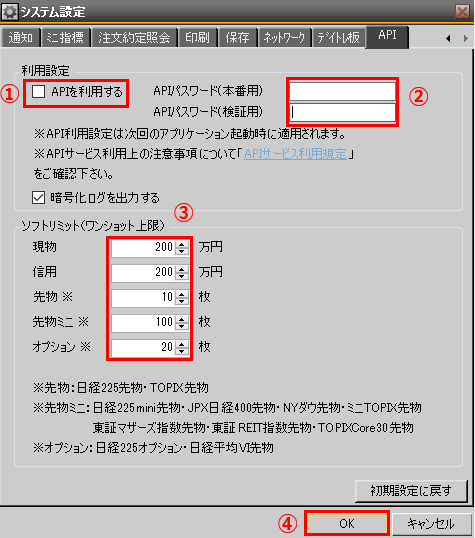 システム設定
通知 ミニ指標 注文約定照会 印刷 保存 ネットワーク デイトレ板 API
利用設定
① APIを利用する APIパスワード(本番用) ②
APIパスワード(検証用)
※API利用設定は次回のアプリケーション起動時に適用されます。
※APIサービス利用上の注意事項について「APIサービス利用規定」
をご確認下さい。
暗号化ログを出力する
③
ソフトリミット(ワンショット上限)
現物 200 万円
信用 200 万円
先物 ※ 10 枚
先物ミニ ※ 100 枚
オプション ※ 20 枚
※先物:日経225先物・TOPIX先物
※先物ミニ:日経225mini先物・JPX日経400先物・NYダウ先物・ミニTOPIX先物
東証マザーズ指数先物・東証REIT指数先物・TOPIXCore30先物
※オプション:日経225オプション・日経平均VI先物
初期設定に戻す
④ OK キャンセル